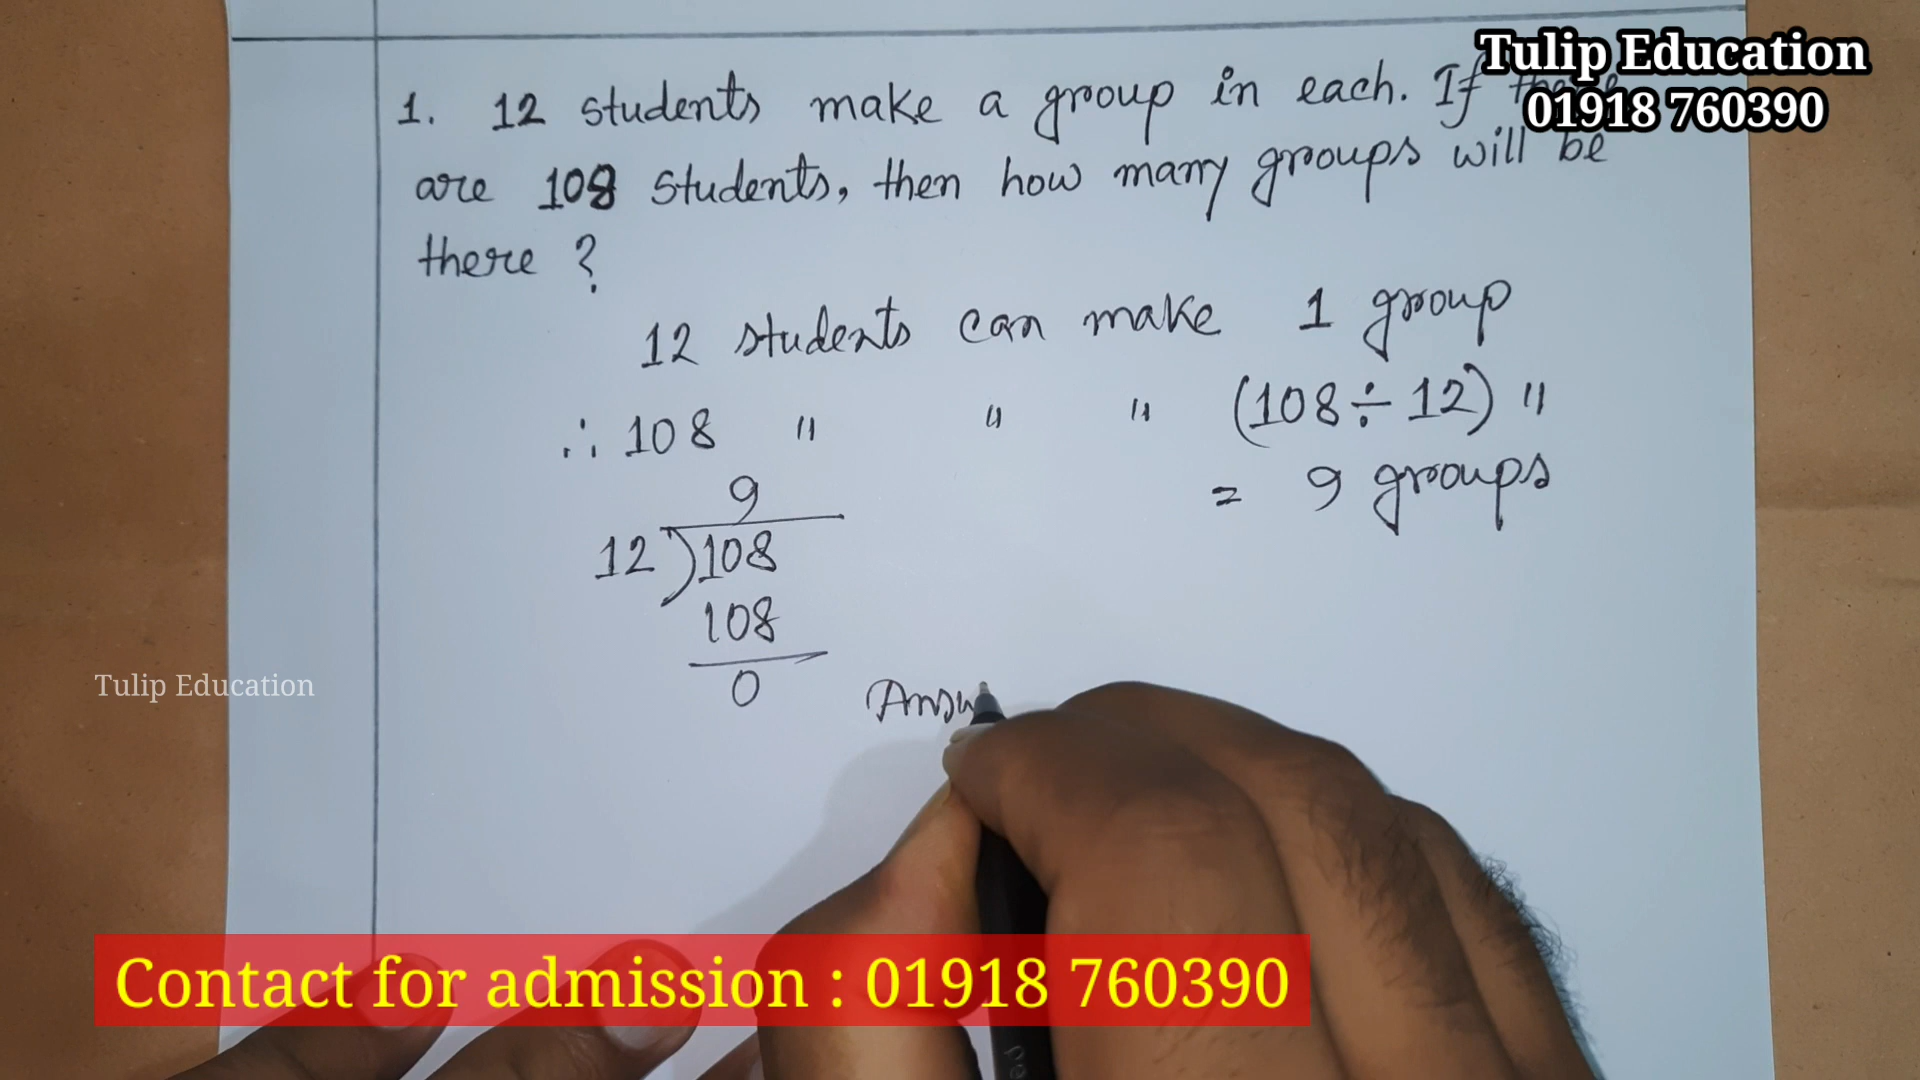 Tulip Education
01918 760390
1. 12 students make a group in each. If there
are 108 students, then how many groups will be
there ?
12 students can make 1 group
∴ 108 " " " (108 ÷ 12) "
= 9 groups
9
12 ) 108
108
0
Tulip Education
Answ
Contact for admission : 01918 760390